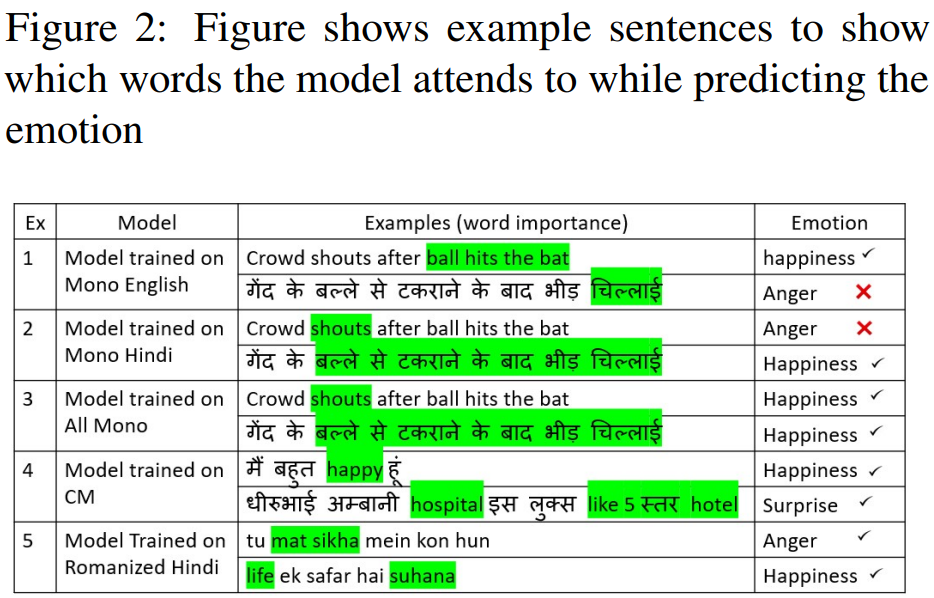 Figure 2: Figure shows example sentences to show
which words the model attends to while predicting the
emotion
Ex Model Examples (word importance) Emotion
1 Model trained on Crowd shouts after ball hits the bat happiness ✓
Mono English गेंद के बल्ले से टकराने के बाद भीड़ चिल्लाई Anger ❌
2 Model trained on Crowd shouts after ball hits the bat Anger ❌
Mono Hindi गेंद के बल्ले से टकराने के बाद भीड़ चिल्लाई Happiness ✓
3 Model trained on Crowd shouts after ball hits the bat Happiness ✓
All Mono गेंद के बल्ले से टकराने के बाद भीड़ चिल्लाई Happiness ✓
4 Model trained on मैं बहुत happy हूं Happiness ✓
CM धीरुभाई अम्बानी hospital इस लुक्स like 5 स्तर hotel Surprise ✓
5 Model Trained on tu mat sikha mein kon hun Anger ✓
Romanized Hindi life ek safar hai suhana Happiness ✓